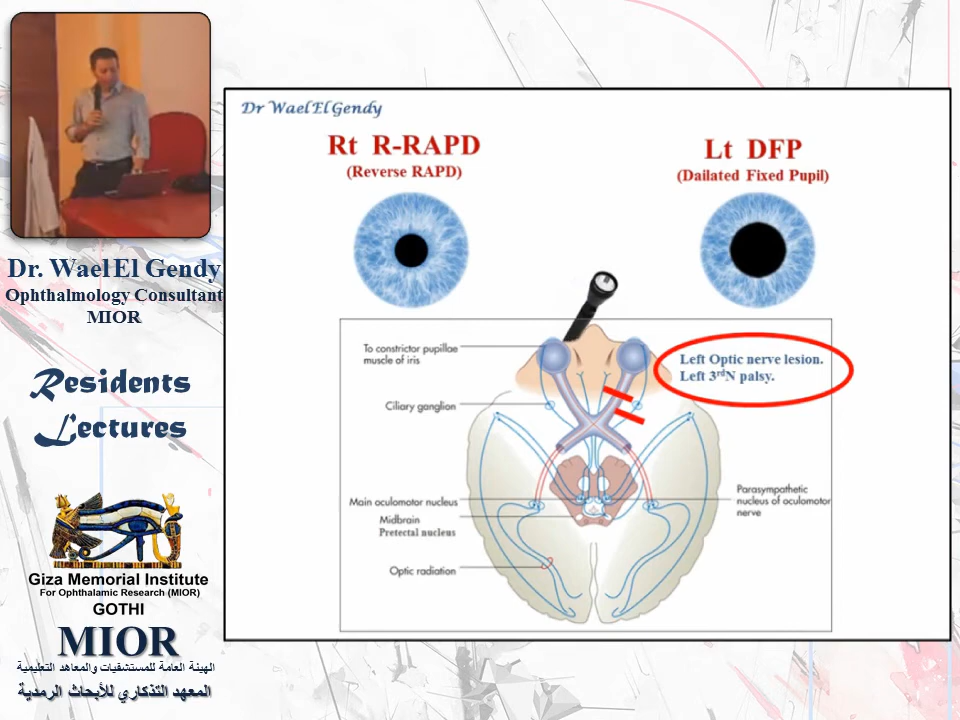 Dr. Wael El Gendy
Ophthalmology Consultant
MIOR
Residents
Lectures
Giza Memorial Institute
For Ophthalamic Research (MIOR)
GOTHI
MIOR
الهيئة العامة للمستشفيات والمعاهد التعليمية
المعهد التذكاري للأبحاث الرمدية
Dr Wael El Gendy
Rt R-RAPD
(Reverse RAPD)
Lt DFP
(Dailated Fixed Pupil)
To constrictor pupillae
muscle of iris
Left Optic nerve lesion.
Left 3rdN palsy.
Ciliary ganglion
Main oculomotor nucleus
Midbrain
Pretectal nucleus
Parasympathetic
nucleus of oculomotor
nerve
Optic radiation